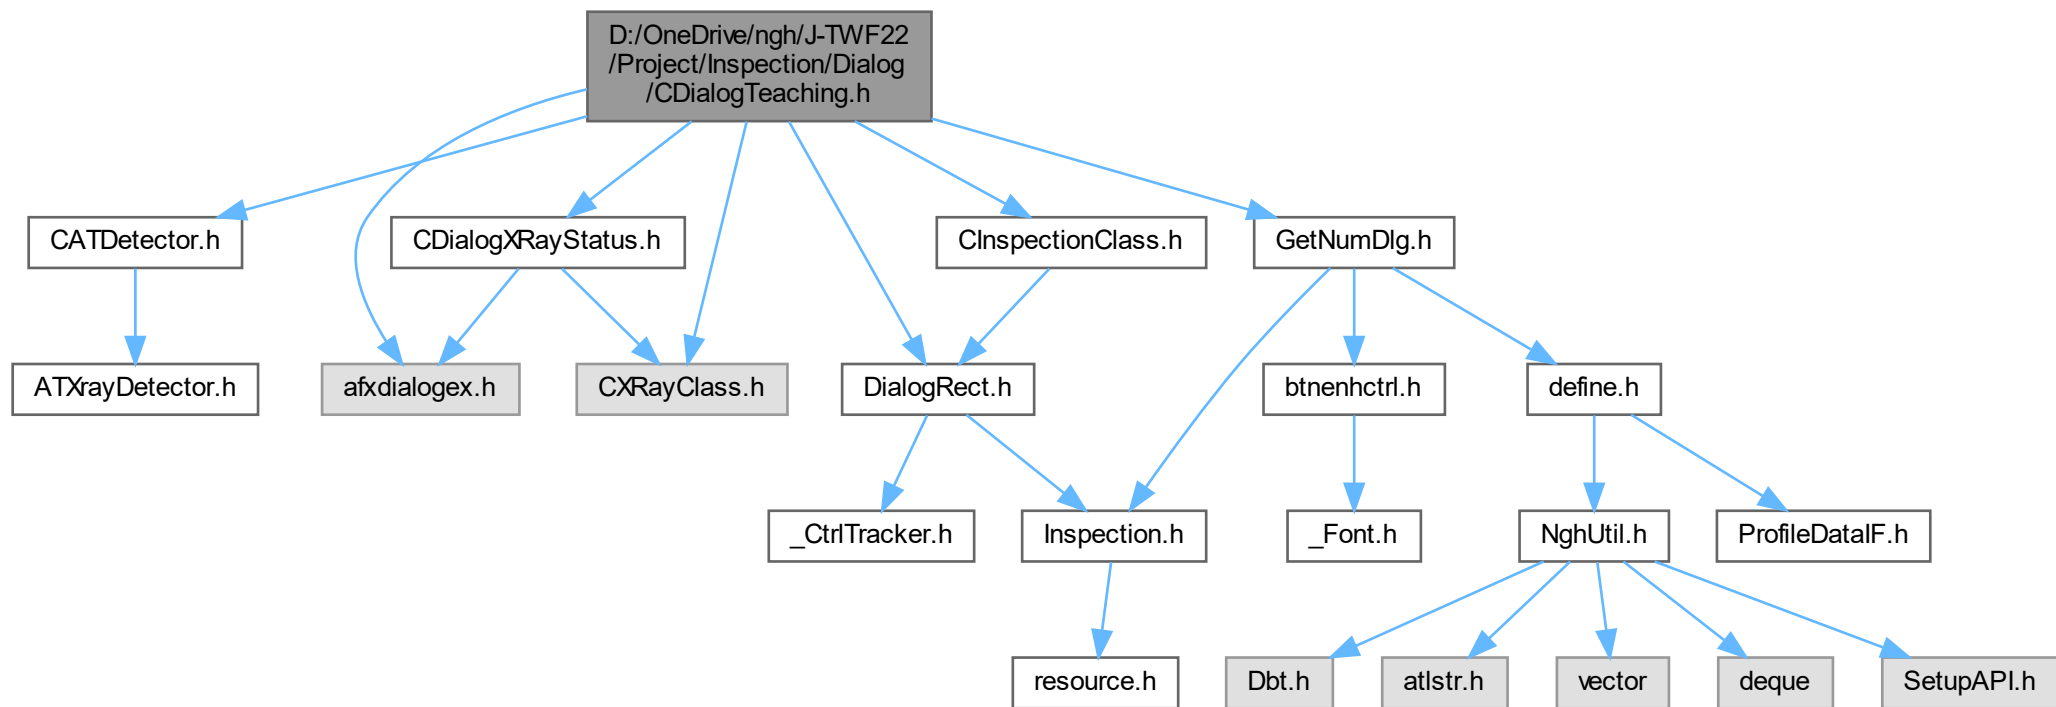 D:/OneDrive/ngh/J-TWF22
/Project/Inspection/Dialog
/CDialogTeaching.h
CATDetector.h
CDialogXRayStatus.h
CInspectionClass.h
GetNumDlg.h
ATXrayDetector.h
afxdialogex.h
CXRayClass.h
DialogRect.h
btnenhctrl.h
define.h
_CtrlTracker.h
Inspection.h
_Font.h
NghUtil.h
ProfileDataIF.h
resource.h
Dbt.h
atlstr.h
vector
deque
SetupAPI.h